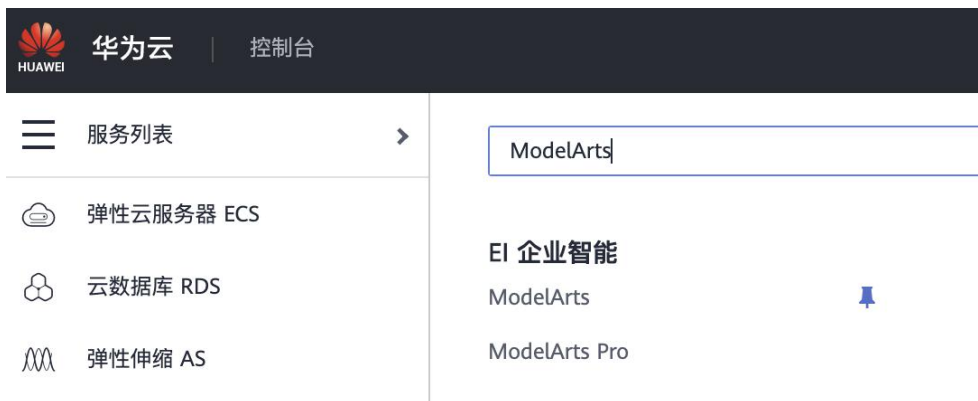 HUAWEI
华为云
控制台
服务列表
弹性云服务器 ECS
云数据库 RDS
弹性伸缩 AS
ModelArts
EI 企业智能
ModelArts
ModelArts Pro